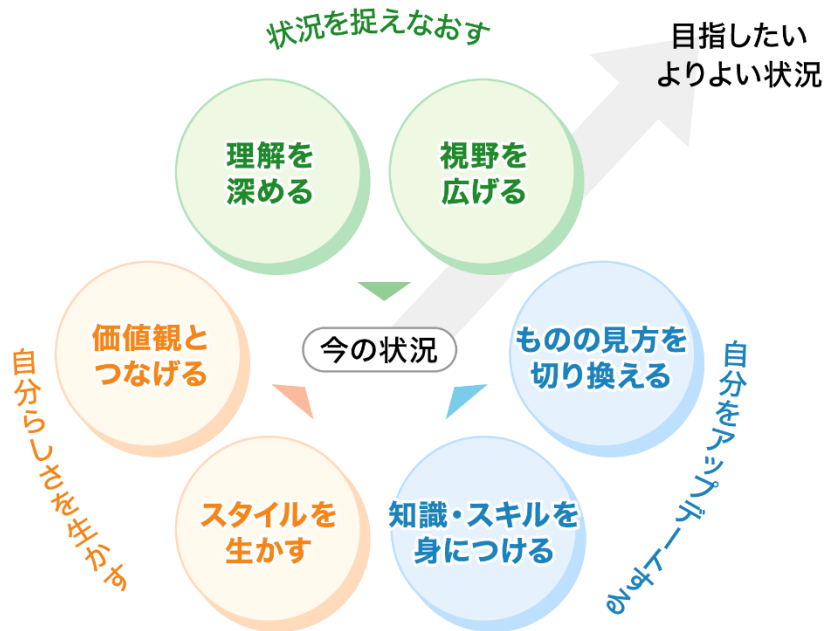 状況を捉えなおす
目指したい
よりよい状況
理解を
深める
視野を
広げる
価値観と
つなげる
今の状況
ものの見方を
切り換える
自分らしさを生かす
自分をアップデートする
スタイルを
生かす
知識・スキルを
身につける